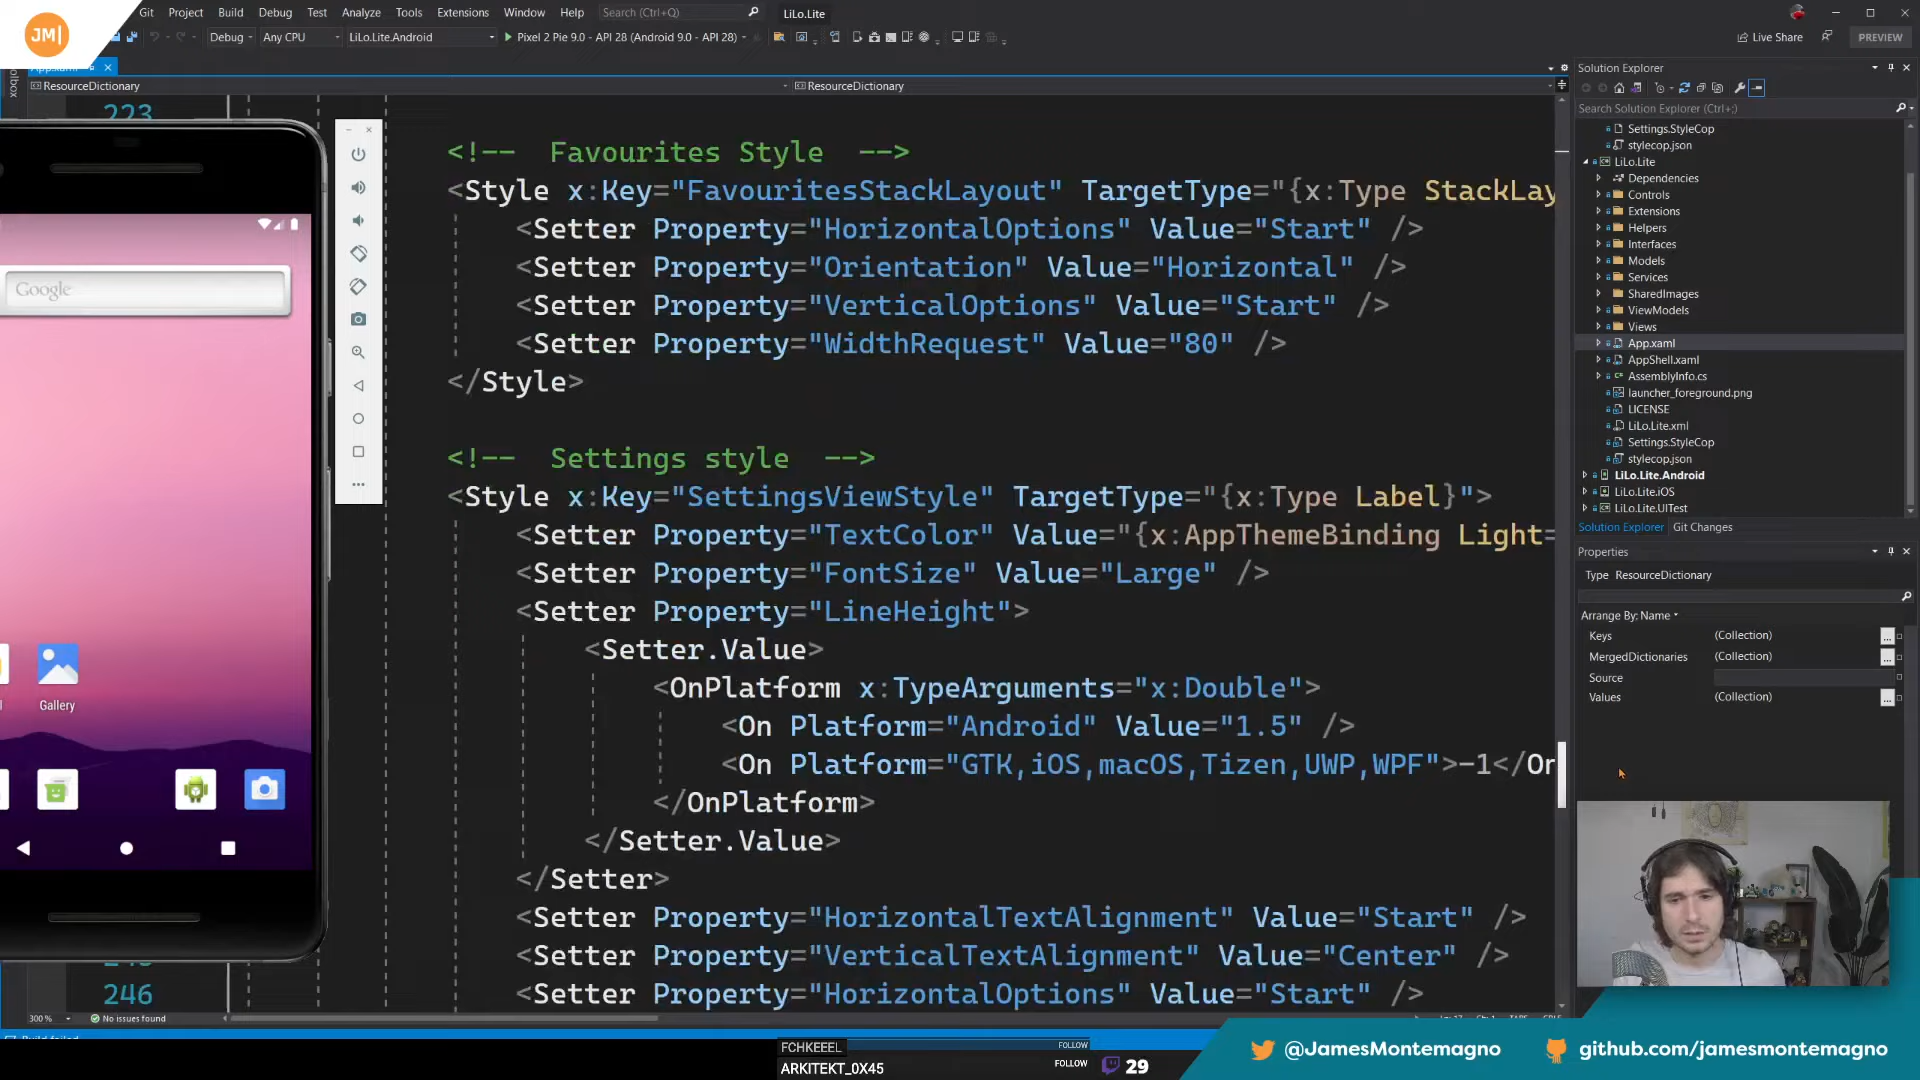 JM|
Git Project Build Debug Test Analyze Tools Extensions Window Help Search (Ctrl+Q) LiLo.Lite
Debug Any CPU LiLo.Lite.Android Pixel 2 Pie 9.0 - API 28 (Android 9.0 - API 28) Live Share PREVIEW
ResourceDictionary ResourceDictionary
223
<!--  Favourites Style  -->
<Style x:Key="FavouritesStackLayout" TargetType="{x:Type StackLay
<Setter Property="HorizontalOptions" Value="Start" />
<Setter Property="Orientation" Value="Horizontal" />
<Setter Property="VerticalOptions" Value="Start" />
<Setter Property="WidthRequest" Value="80" />
</Style>
<!--  Settings style  -->
<Style x:Key="SettingsViewStyle" TargetType="{x:Type Label}">
<Setter Property="TextColor" Value="{x:AppThemeBinding Light=
<Setter Property="FontSize" Value="Large" />
<Setter Property="LineHeight">
<Setter.Value>
<OnPlatform x:TypeArguments="x:Double">
<On Platform="Android" Value="1.5" />
<On Platform="GTK,iOS,macOS,Tizen,UWP,WPF">-1</On
</OnPlatform>
</Setter.Value>
</Setter>
<Setter Property="HorizontalTextAlignment" Value="Start" />
<Setter Property="VerticalTextAlignment" Value="Center" />
246
<Setter Property="HorizontalOptions" Value="Start" />
300 % No issues found
Google
Gallery
Solution Explorer
Search Solution Explorer (Ctrl+;)
Settings.StyleCop
stylecop.json
LiLo.Lite
Dependencies
Controls
Extensions
Helpers
Interfaces
Models
Services
SharedImages
ViewModels
Views
App.xaml
AppShell.xaml
AssemblyInfo.cs
launcher_foreground.png
LICENSE
LiLo.Lite.xml
Settings.StyleCop
stylecop.json
LiLo.Lite.Android
LiLo.Lite.iOS
LiLo.Lite.UITest
Solution Explorer Git Changes
Properties
Type ResourceDictionary
Arrange By: Name
Keys (Collection) ...
MergedDictionaries (Collection) ...
Source
Values (Collection) ...
FCHKEEEL FOLLOW
ARKITEKT_0X45 FOLLOW 29
@JamesMontemagno github.com/jamesmontemagno